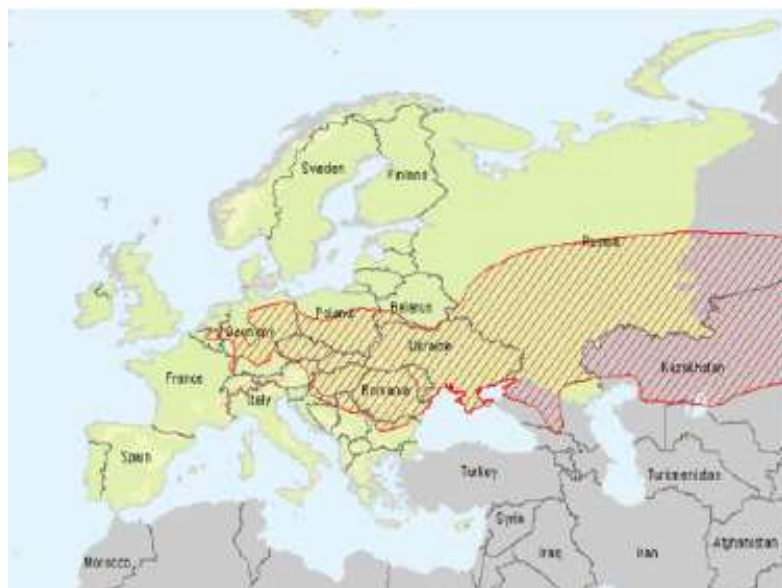 Sweden
Finland
Russia
Belarus
Poland
Germany
Ukraine
Kazakhstan
France
Romania
Italy
Spain
Turkey
Turkmenistan
Syria
Iraq
Iran
Afghanistan
Morocco